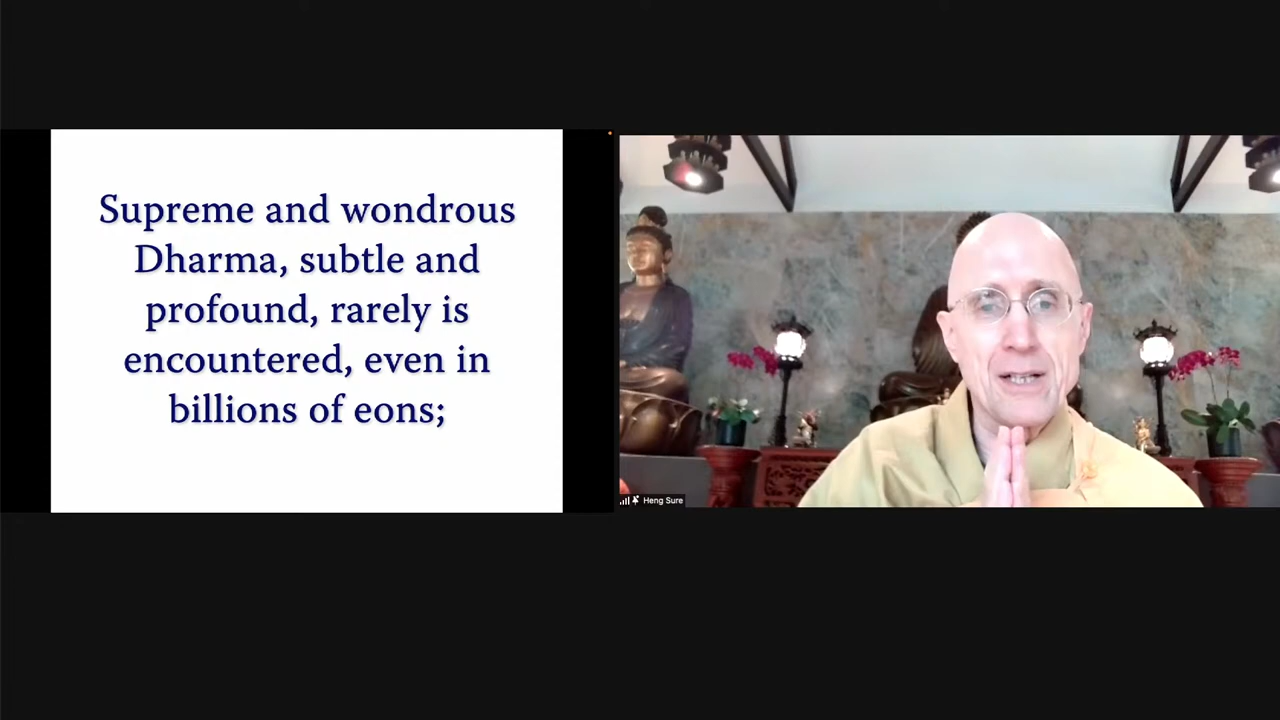 Supreme and wondrous
Dharma, subtle and
profound, rarely is
encountered, even in
billions of eons;
Heng Sure